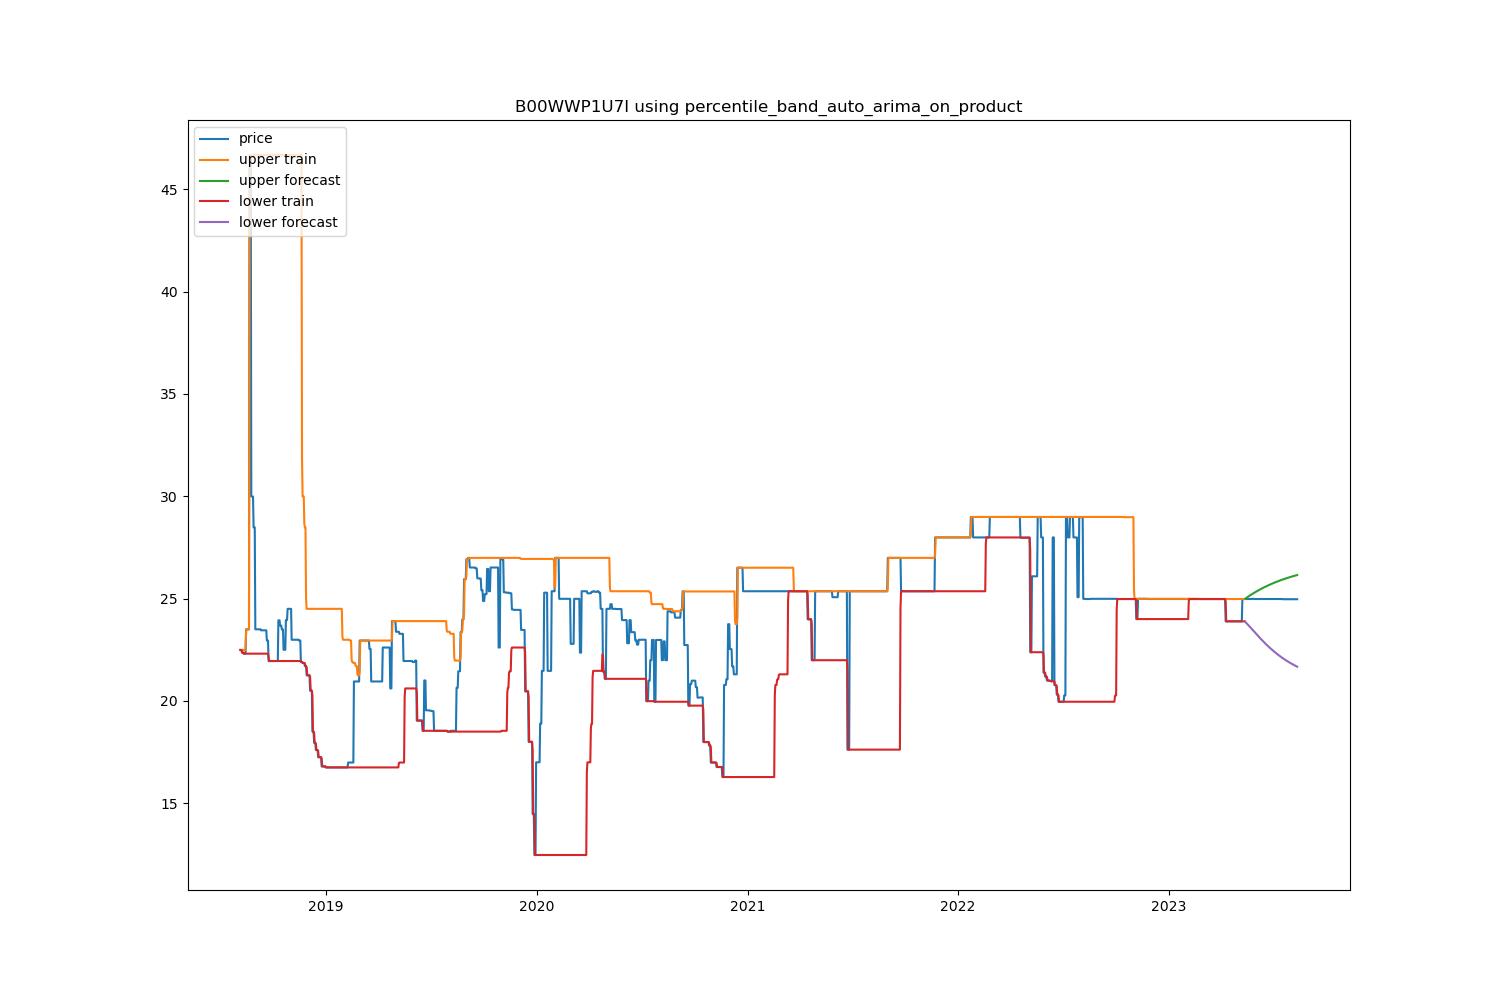 B00WWP1U7I using percentile_band_auto_arima_on_product
price
upper train
upper forecast
lower train
lower forecast
45
40
35
30
25
20
15
2019
2020
2021
2022
2023